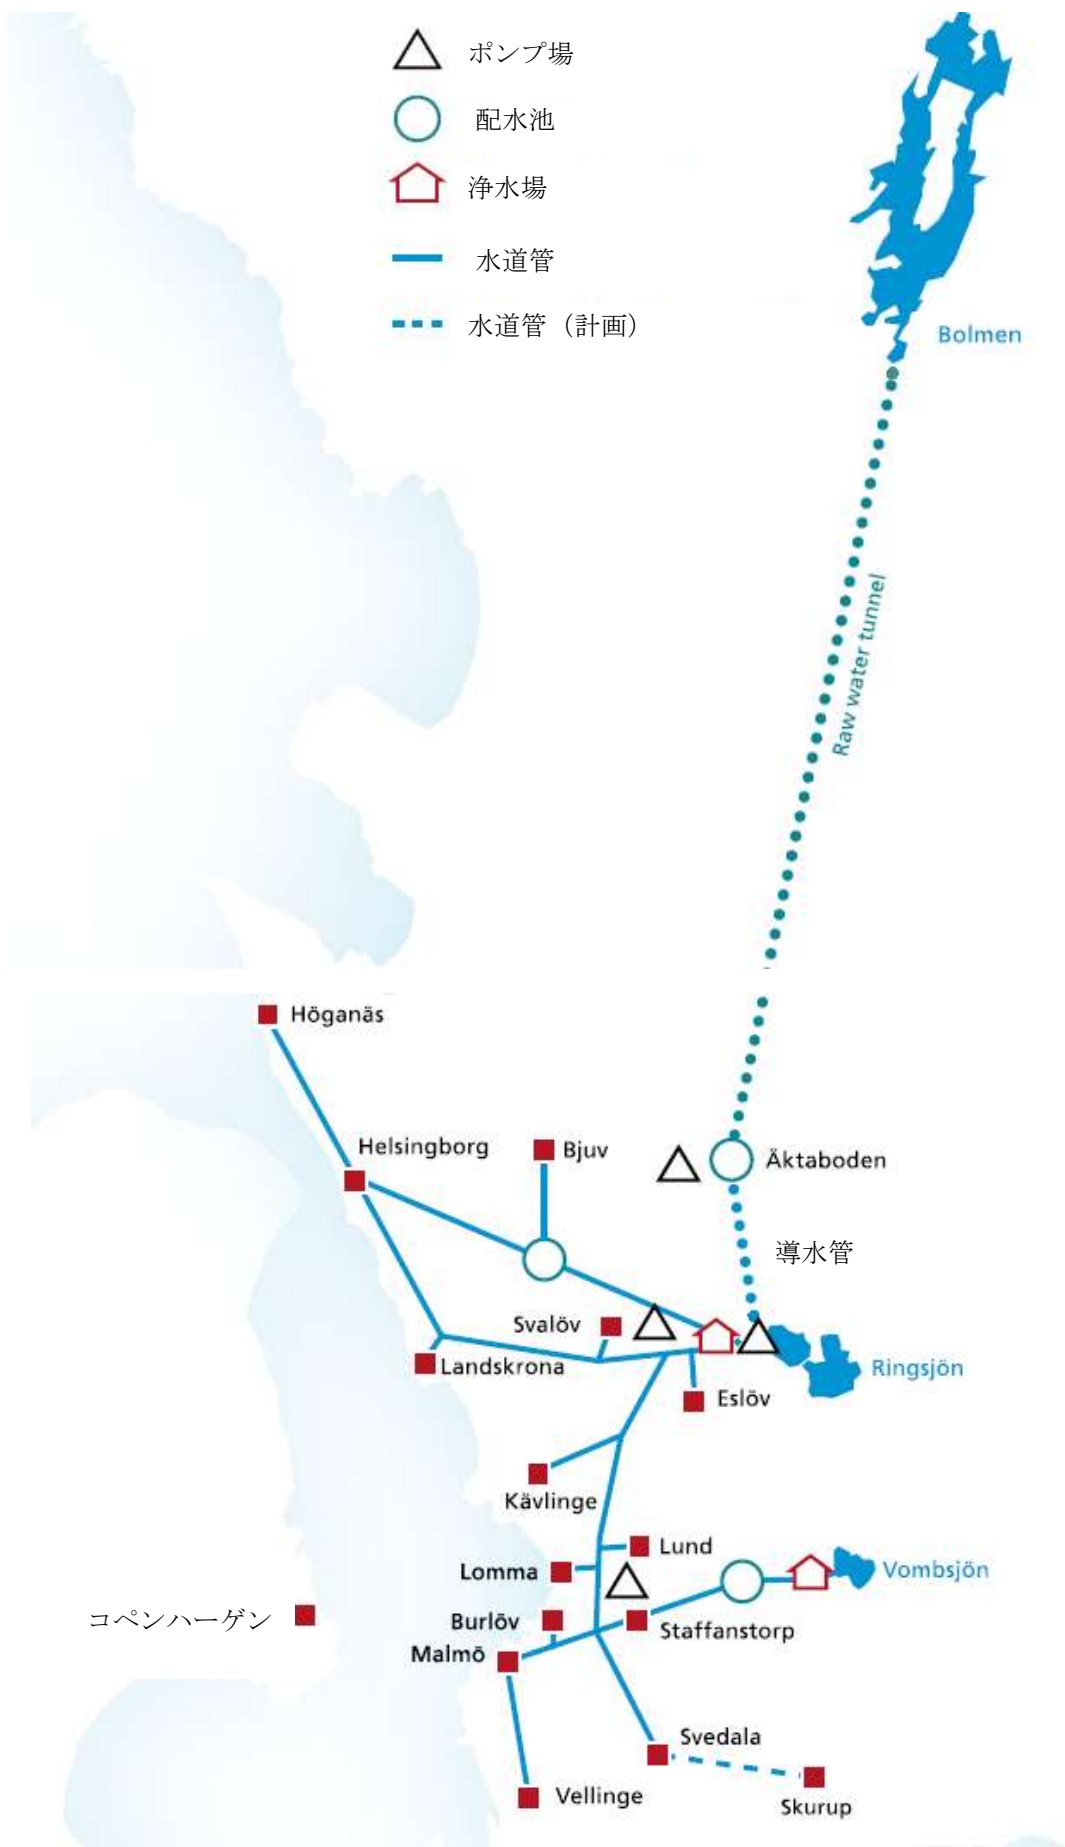 ポンプ場
配水池
浄水場
水道管
水道管（計画）
Bolmen
Raw water tunnel
Höganäs
Helsingborg
Bjuv
Äktaboden
導水管
Svalöv
Landskrona
Ringsjön
Eslöv
Kävlinge
Lund
Lomma
Vombsjön
コペンハーゲン
Burlöv
Staffanstorp
Malmö
Svedala
Vellinge
Skurup